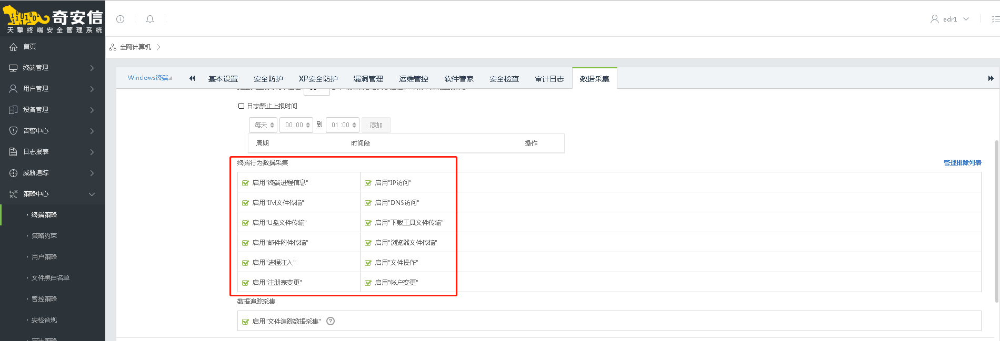 奇安信
天擎终端安全管理系统
edr1
首页
终端管理
用户管理
设备管理
告警中心
日志报表
威胁追踪
策略中心
· 终端策略
· 策略约束
· 用户策略
· 文件黑白名单
· 管控策略
· 安检合规
· 审计策略
全网计算机
Windows终端
基本设置
安全防护
XP安全防护
漏洞管理
运维管控
软件管家
安全检查
审计日志
数据采集
日志禁止上报时间
每天 00 :00 到 01 :00 添加
周期 时间段 操作
终端行为数据采集 管理排除列表
启用"终端进程信息" 启用"IP访问"
启用"IM文件传输" 启用"DNS访问"
启用"U盘文件传输" 启用"下载工具文件传输"
启用"邮件附件传输" 启用"浏览器文件传输"
启用"进程注入" 启用"文件操作"
启用"注册表变更" 启用"帐户变更"
数据追踪采集
启用"文件追踪数据采集"